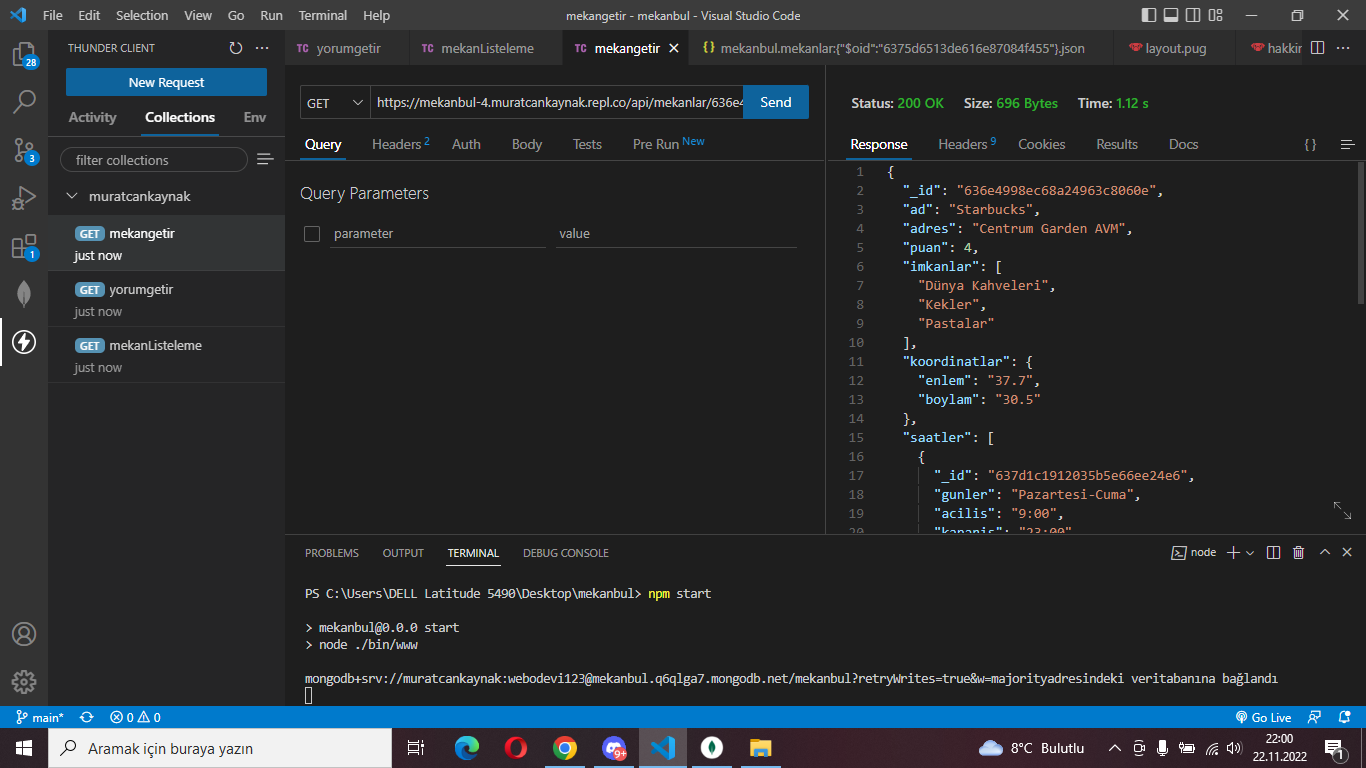 File Edit Selection View Go Run Terminal Help
mekangetir - mekanbul - Visual Studio Code
28
3
1
THUNDER CLIENT
New Request
Activity Collections Env
filter collections
muratcankaynak
GET mekangetir
just now
GET yorumgetir
just now
GET mekanListeleme
just now
TC yorumgetir TC mekanListeleme TC mekangetir {} mekanbul.mekanlar:{"$oid":"6375d6513de616e87084f455"}.json layout.pug hakkir
GET https://mekanbul-4.muratcankaynak.repl.co/api/mekanlar/636e4 Send
Query Headers 2 Auth Body Tests Pre Run New
Query Parameters
parameter value
Status: 200 OK Size: 696 Bytes Time: 1.12 s
Response Headers 9 Cookies Results Docs { }
1 {
2 "_id": "636e4998ec68a24963c8060e",
3 "ad": "Starbucks",
4 "adres": "Centrum Garden AVM",
5 "puan": 4,
6 "imkanlar": [
7 "Dünya Kahveleri",
8 "Kekler",
9 "Pastalar"
10 ],
11 "koordinatlar": {
12 "enlem": "37.7",
13 "boylam": "30.5"
14 },
15 "saatler": [
16 {
17 "_id": "637d1c1912035b5e66ee24e6",
18 "gunler": "Pazartesi-Cuma",
19 "acilis": "9:00",
20 "kapanis": "23:00"
PROBLEMS OUTPUT TERMINAL DEBUG CONSOLE
node
PS C:\Users\DELL Latitude 5490\Desktop\mekanbul> npm start
> mekanbul@0.0.0 start
> node ./bin/www
mongodb+srv://muratcankaynak:webodevi123@mekanbul.q6qlga7.mongodb.net/mekanbul?retryWrites=true&w=majorityadresindeki veritabanına bağlandı
main* 0 0 Go Live
Aramak için buraya yazın
9+
8°C Bulutlu
22:00
22.11.2022
1